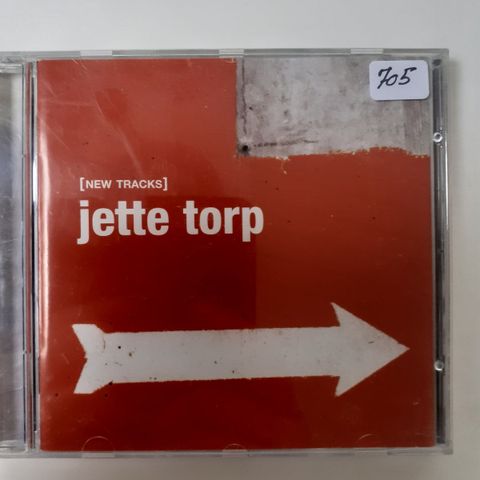 705
[NEW TRACKS]
jette torp